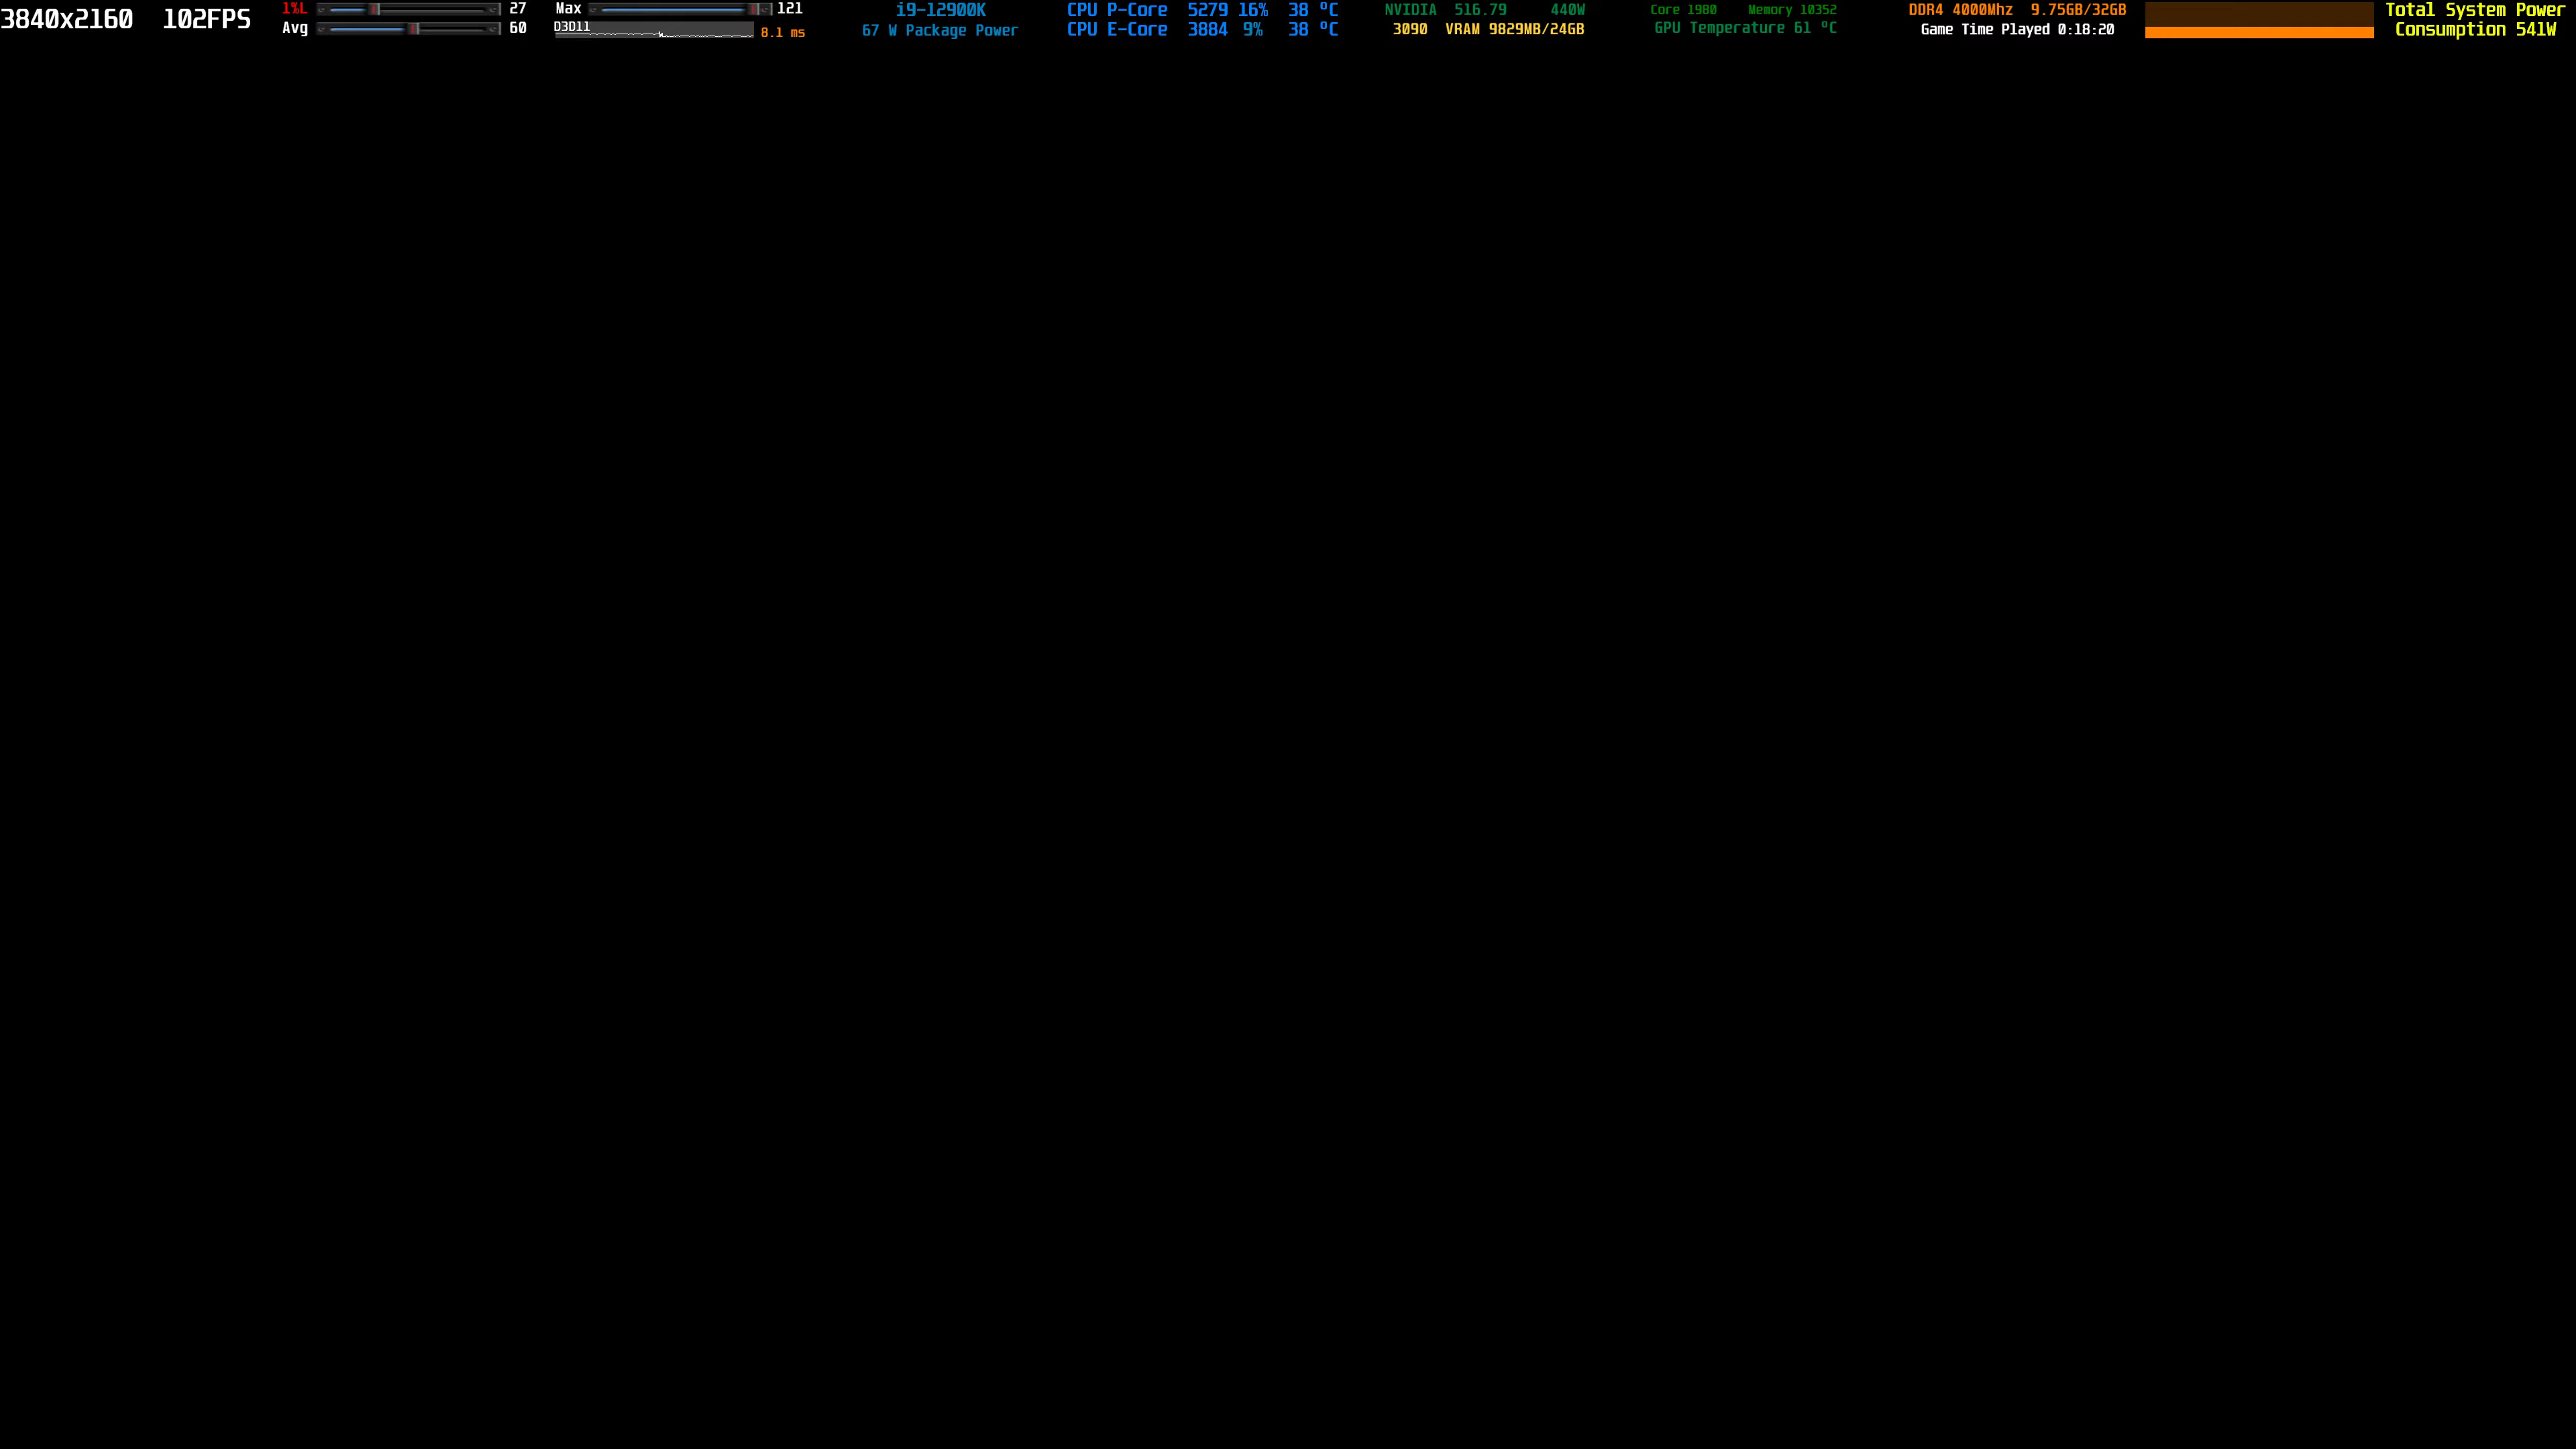 3840x2160 102FPS
1%L 27
Avg 60
Max 121
D3D11 8.1 ms
i9-12900K
67 W Package Power
CPU P-Core 5279 16% 38 ºC
CPU E-Core 3884 9% 38 ºC
NVIDIA 516.79 440W
3090 VRAM 9829MB/24GB
Core 1980 Memory 10352
GPU Temperature 61 ºC
DDR4 4000Mhz 9.75GB/32GB
Game Time Played 0:18:20
Total System Power
Consumption 541W